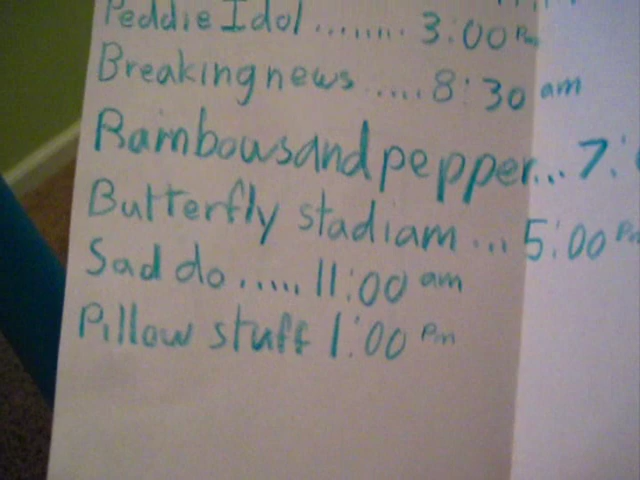 Peddie Idol ........ 3:00 Pm
Breakingnews ..... 8:30 am
Rainbowsandpepper... 7:
Butterfly stadiam ... 5:00 Pm
Sad do ..... 11:00 am
Pillow stuff 1:00 Pm